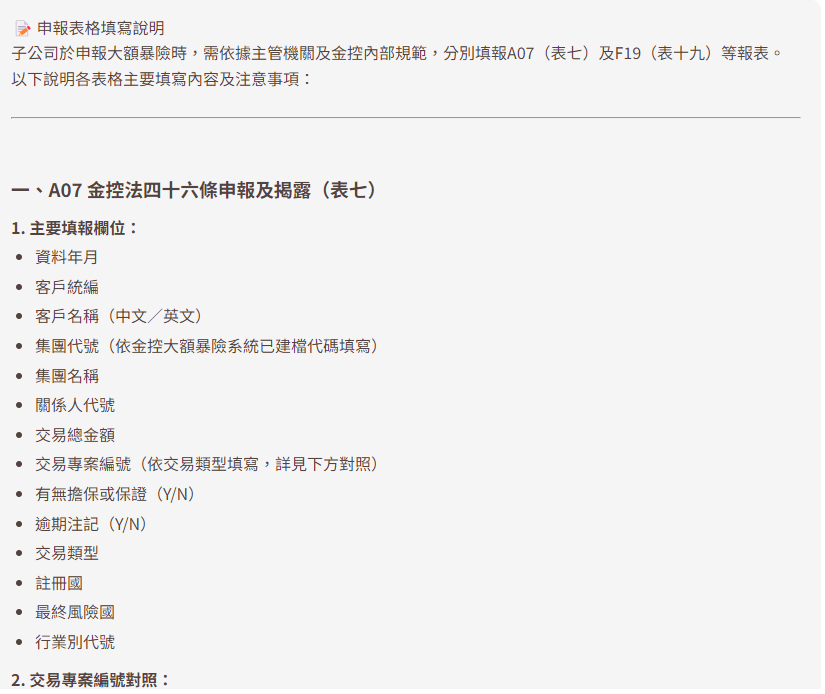 📝 申報表格填寫說明
子公司於申報大額暴險時，需依據主管機關及金控內部規範，分別填報A07（表七）及F19（表十九）等報表。
以下說明各表格主要填寫內容及注意事項：
一、A07 金控法四十六條申報及揭露（表七）
1. 主要填報欄位：
• 資料年月
• 客戶統編
• 客戶名稱（中文／英文）
• 集團代號（依金控大額暴險系統已建檔代碼填寫）
• 集團名稱
• 關係人代號
• 交易總金額
• 交易專案編號（依交易類型填寫，詳見下方對照）
• 有無擔保或保證（Y/N）
• 逾期注記（Y/N）
• 交易類型
• 註冊國
• 最終風險國
• 行業別代號
2. 交易專案編號對照：